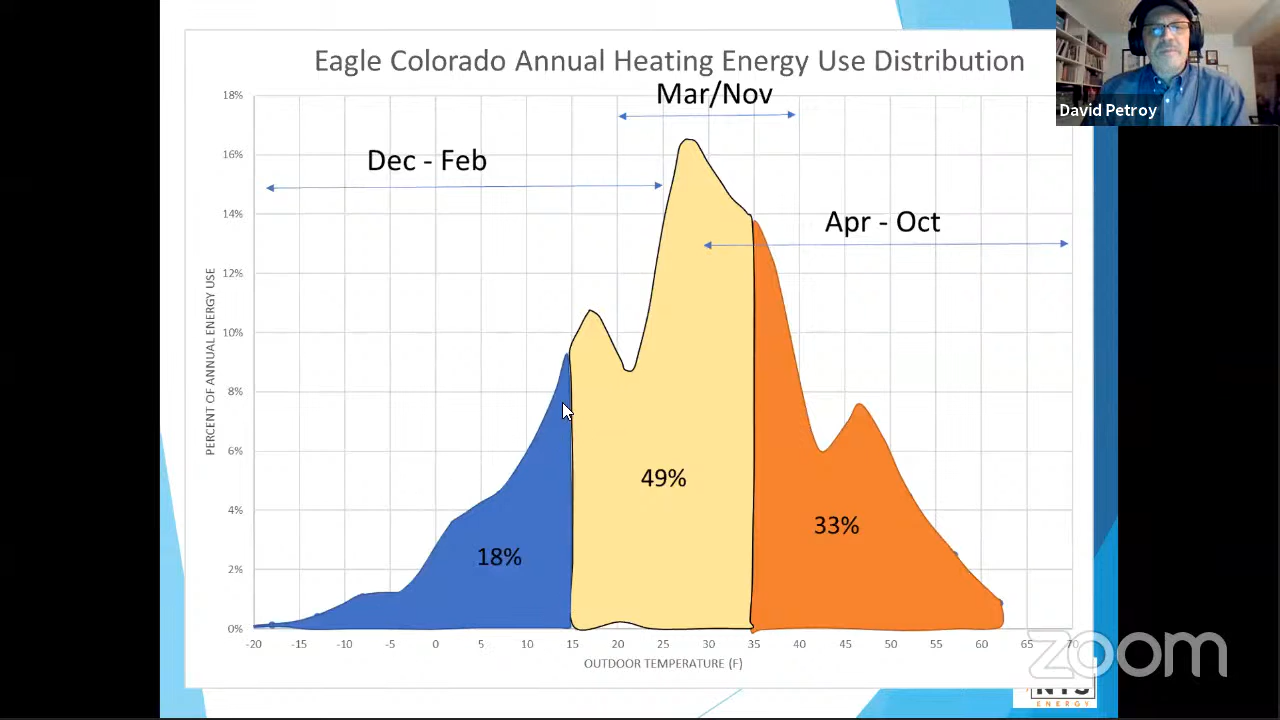 Eagle Colorado Annual Heating Energy Use Distribution
David Petroy
Mar/Nov
Dec - Feb
Apr - Oct
PERCENT OF ANNUAL ENERGY USE
18%
16%
14%
12%
10%
8%
6%
4%
2%
0%
18%
49%
33%
-20 -15 -10 -5 0 5 10 15 20 25 30 35 40 45 50 55 60 65 70
OUTDOOR TEMPERATURE (F)
zoom
ENERGY